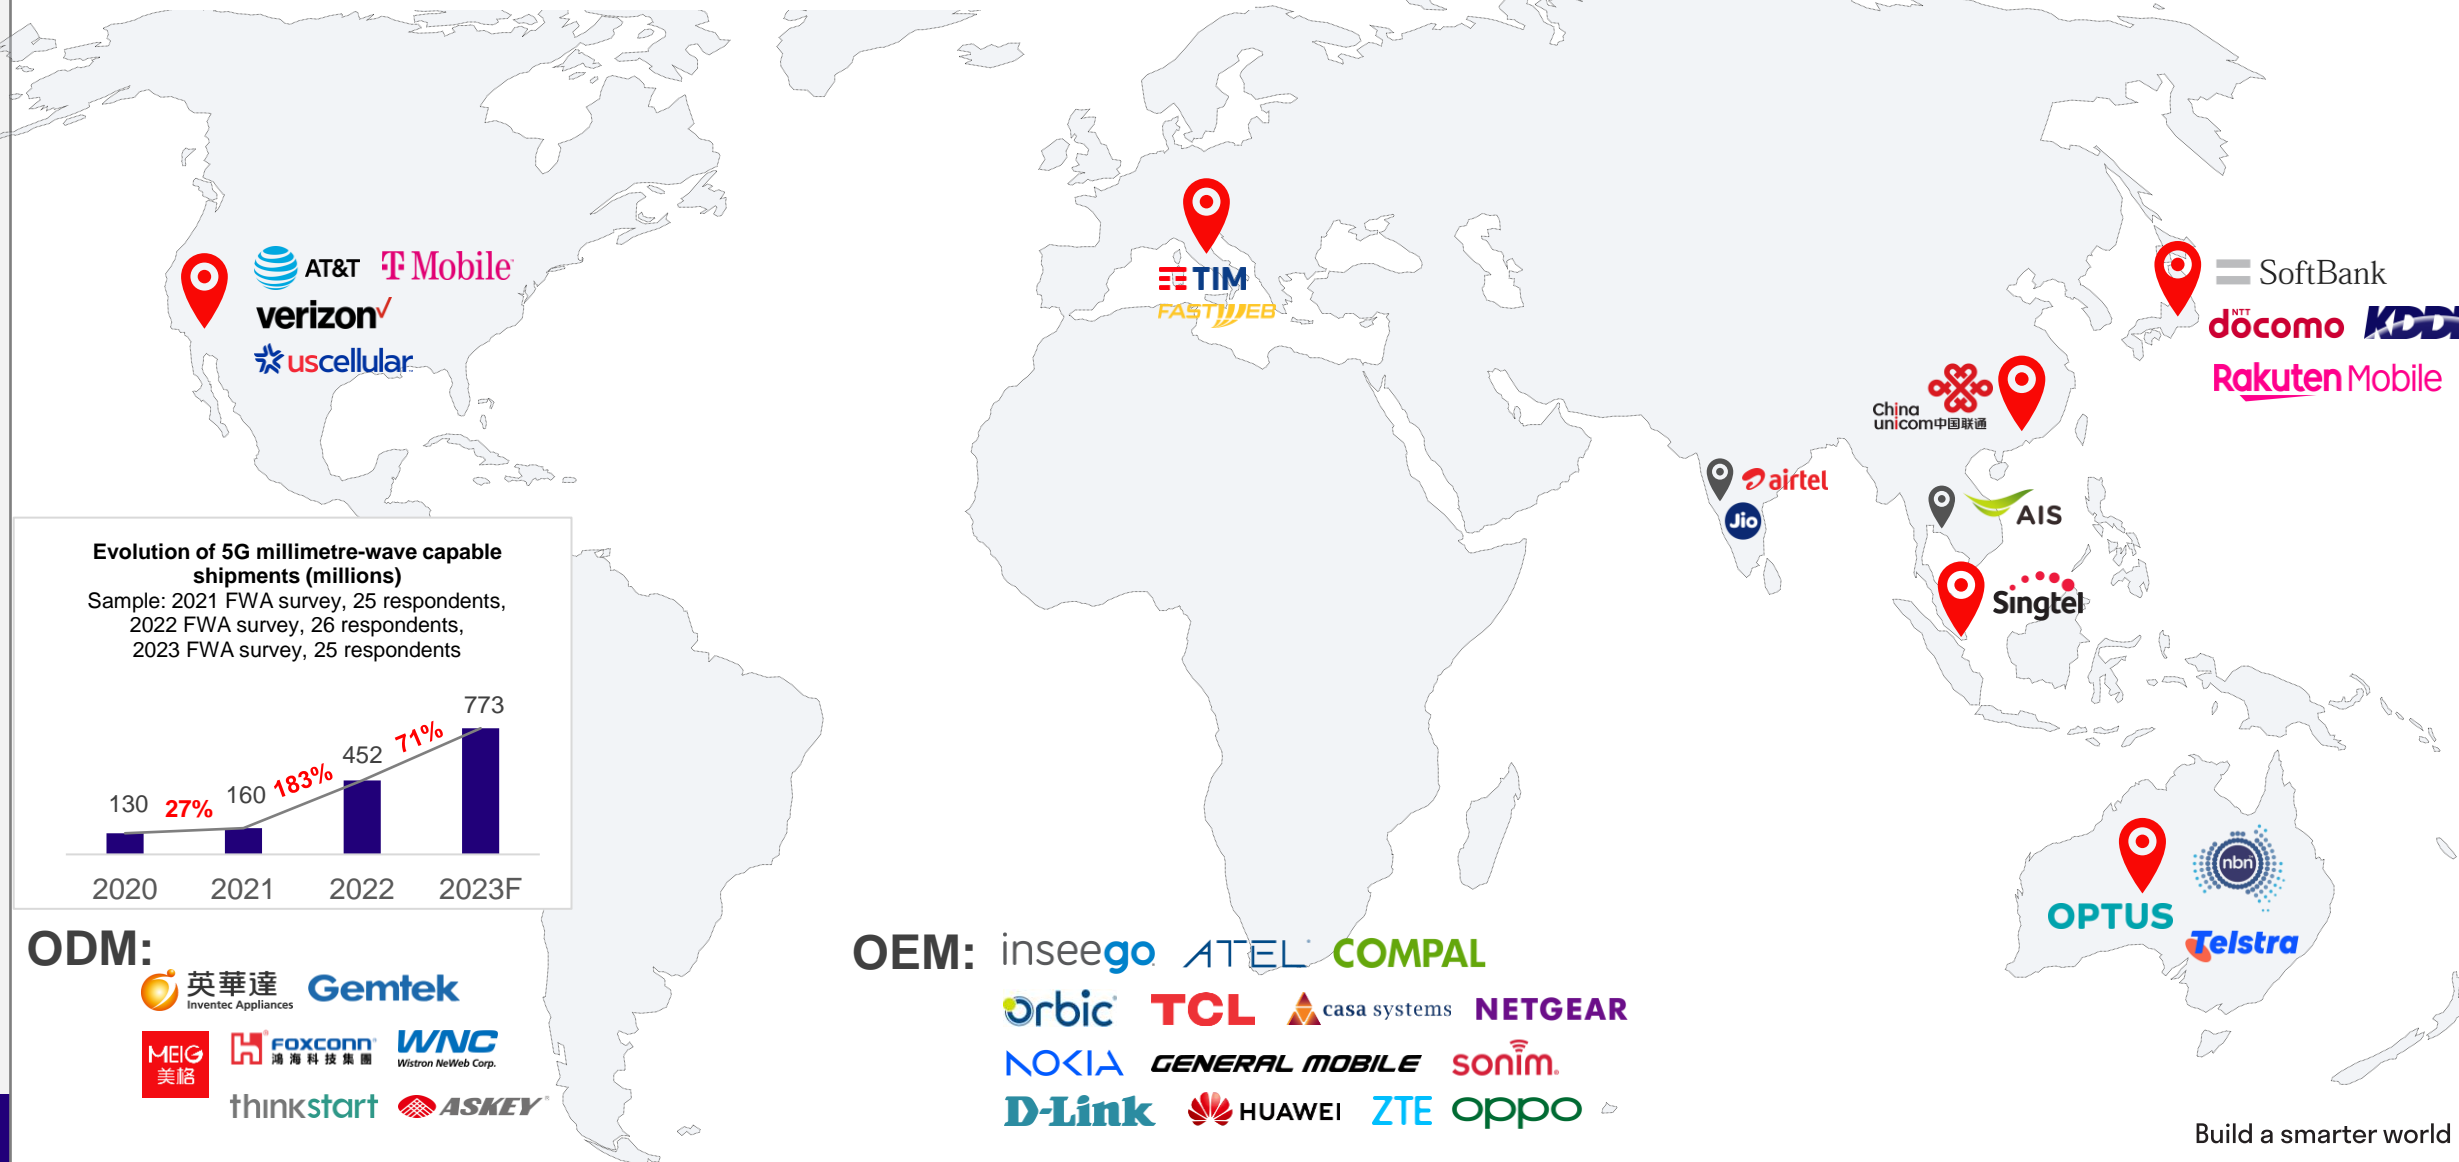 AT&T
T Mobile
verizon
uscellular
TIM
FASTWEB
SoftBank
NTT
döcomo
KDDI
Rakuten Mobile
China
unicom中国联通
airtel
Jio
AIS
Singtel
nbn
OPTUS
Telstra
Evolution of 5G millimetre-wave capable
shipments (millions)
Sample: 2021 FWA survey, 25 respondents,
2022 FWA survey, 26 respondents,
2023 FWA survey, 25 respondents
773
71%
452
183%
160
27%
130
2020 2021 2022 2023F
ODM:
英華達
Inventec Appliances
Gemtek
MEIG
美格
FOXCONN
鴻海科技集團
WNC
Wistron NeWeb Corp.
thinkstart
ASKEY
OEM:
inseego ATEL COMPAL
orbic TCL casa systems NETGEAR
NOKIA GENERAL MOBILE sonim
D-Link HUAWEI ZTE oppo
Build a smarter world